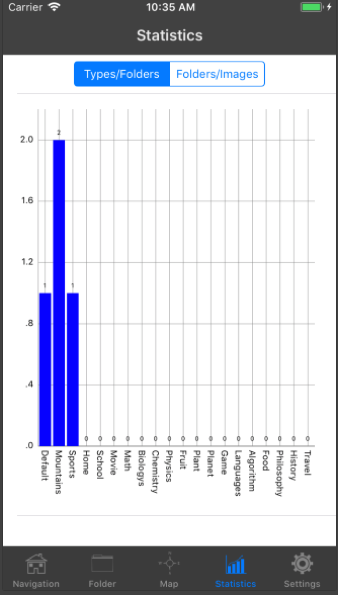 Carrier 10:35 AM
Statistics
Types/Folders Folders/Images
2.0
1.6
1.2
.8
.4
.0
1 2 1 0 0 0 0 0 0 0 0 0 0 0 0 0 0 0 0 0
Default Mountains Sports Home School Movie Math Biologys Chemistry Physics Fruit Plant Planet Game Languages Algorithm Food Philosophy History Travel
Navigation Folder Map Statistics Settings